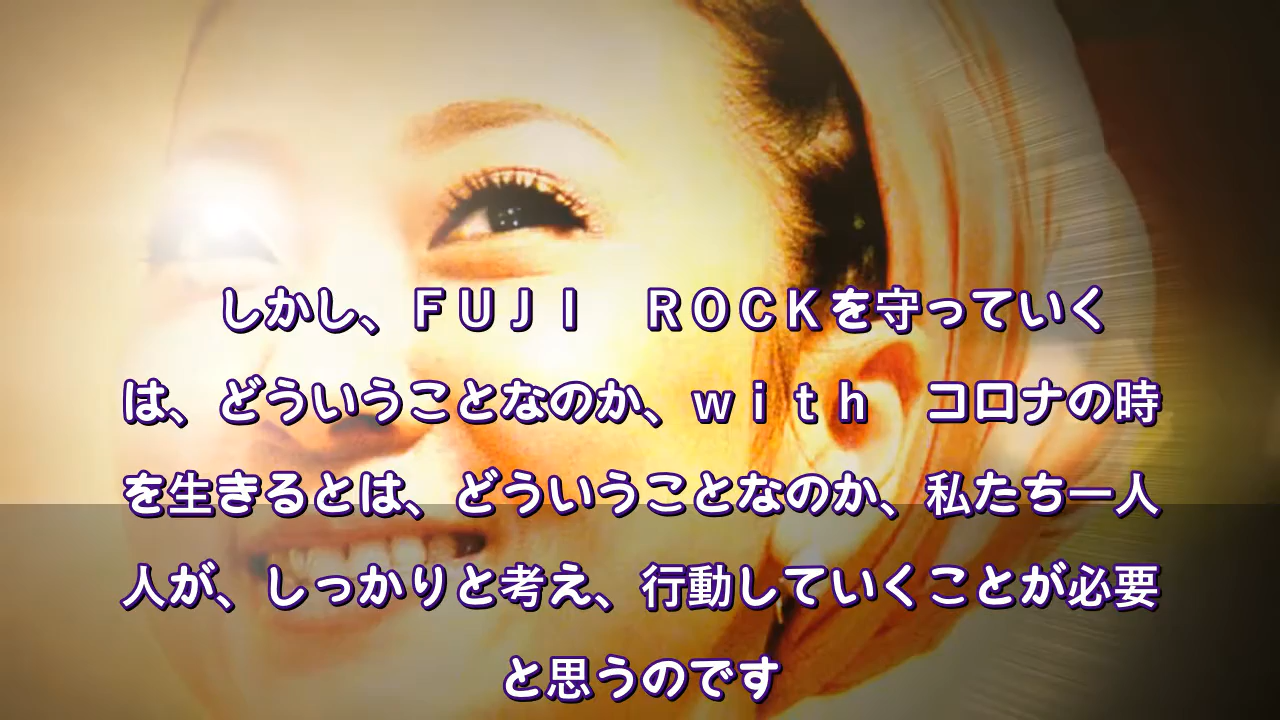 しかし、ＦＵＪＩ　ＲＯＣＫを守っていく
は、どういうことなのか、ｗｉｔｈ　コロナの時
を生きるとは、どういうことなのか、私たち一人
人が、しっかりと考え、行動していくことが必要
と思うのです